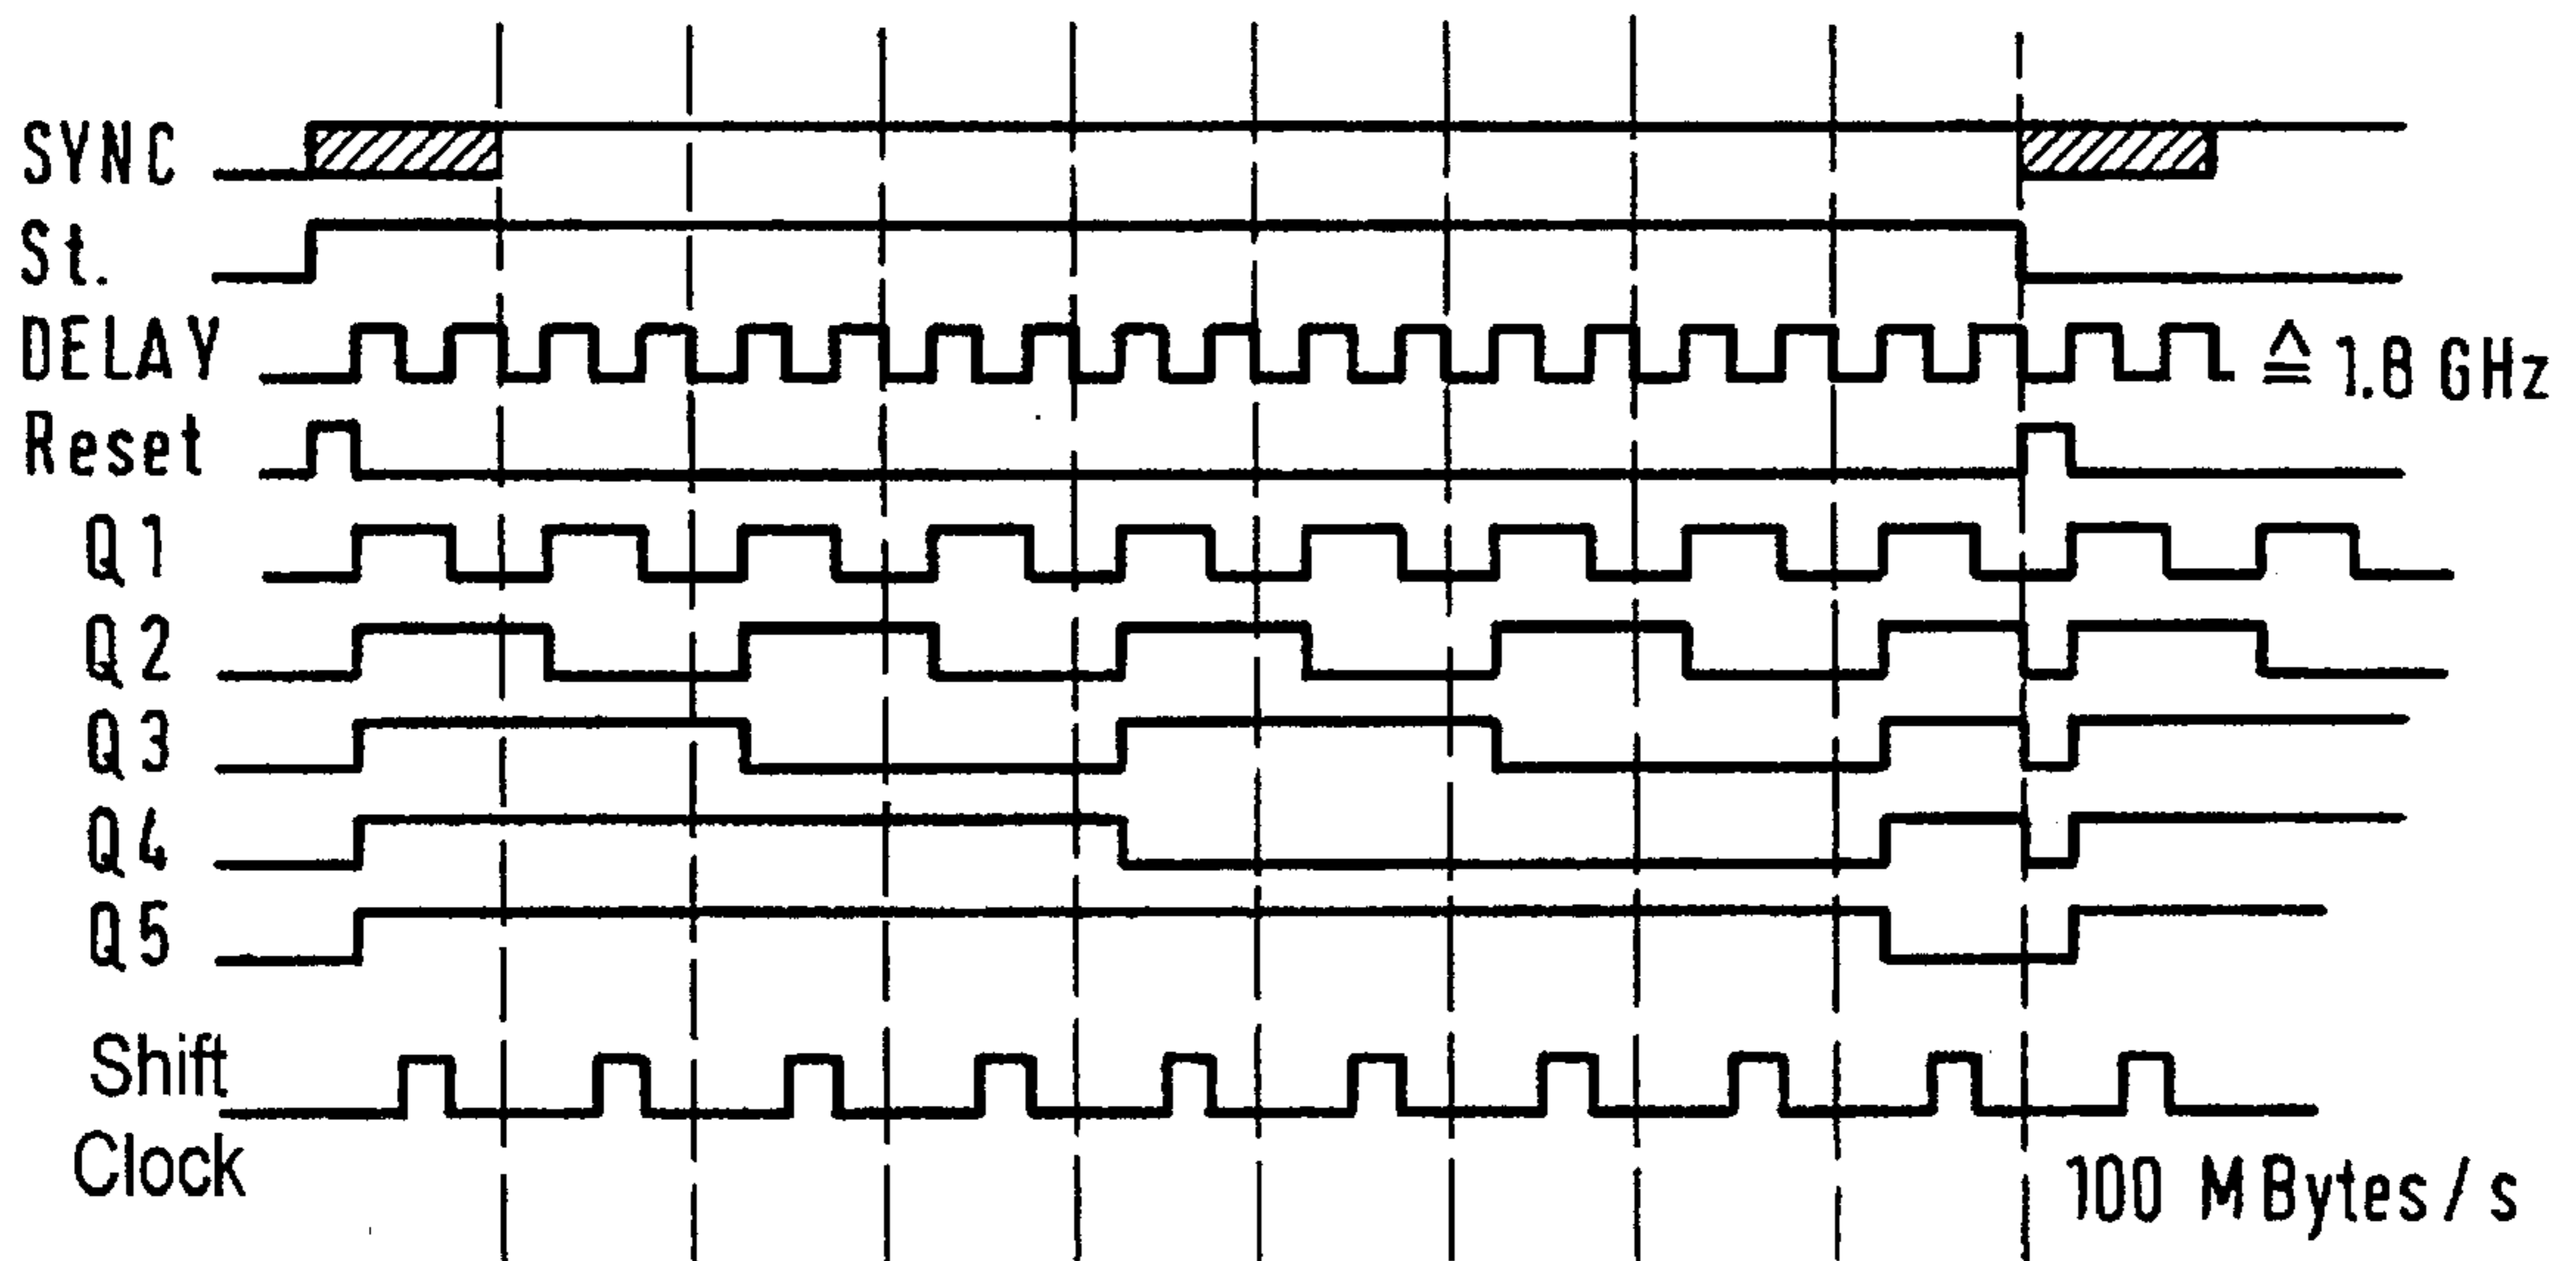 SYNC
St.
DELAY ≙ 1.8 GHz
Reset
Q1
Q2
Q3
Q4
Q5
Shift
Clock
100 MBytes/s